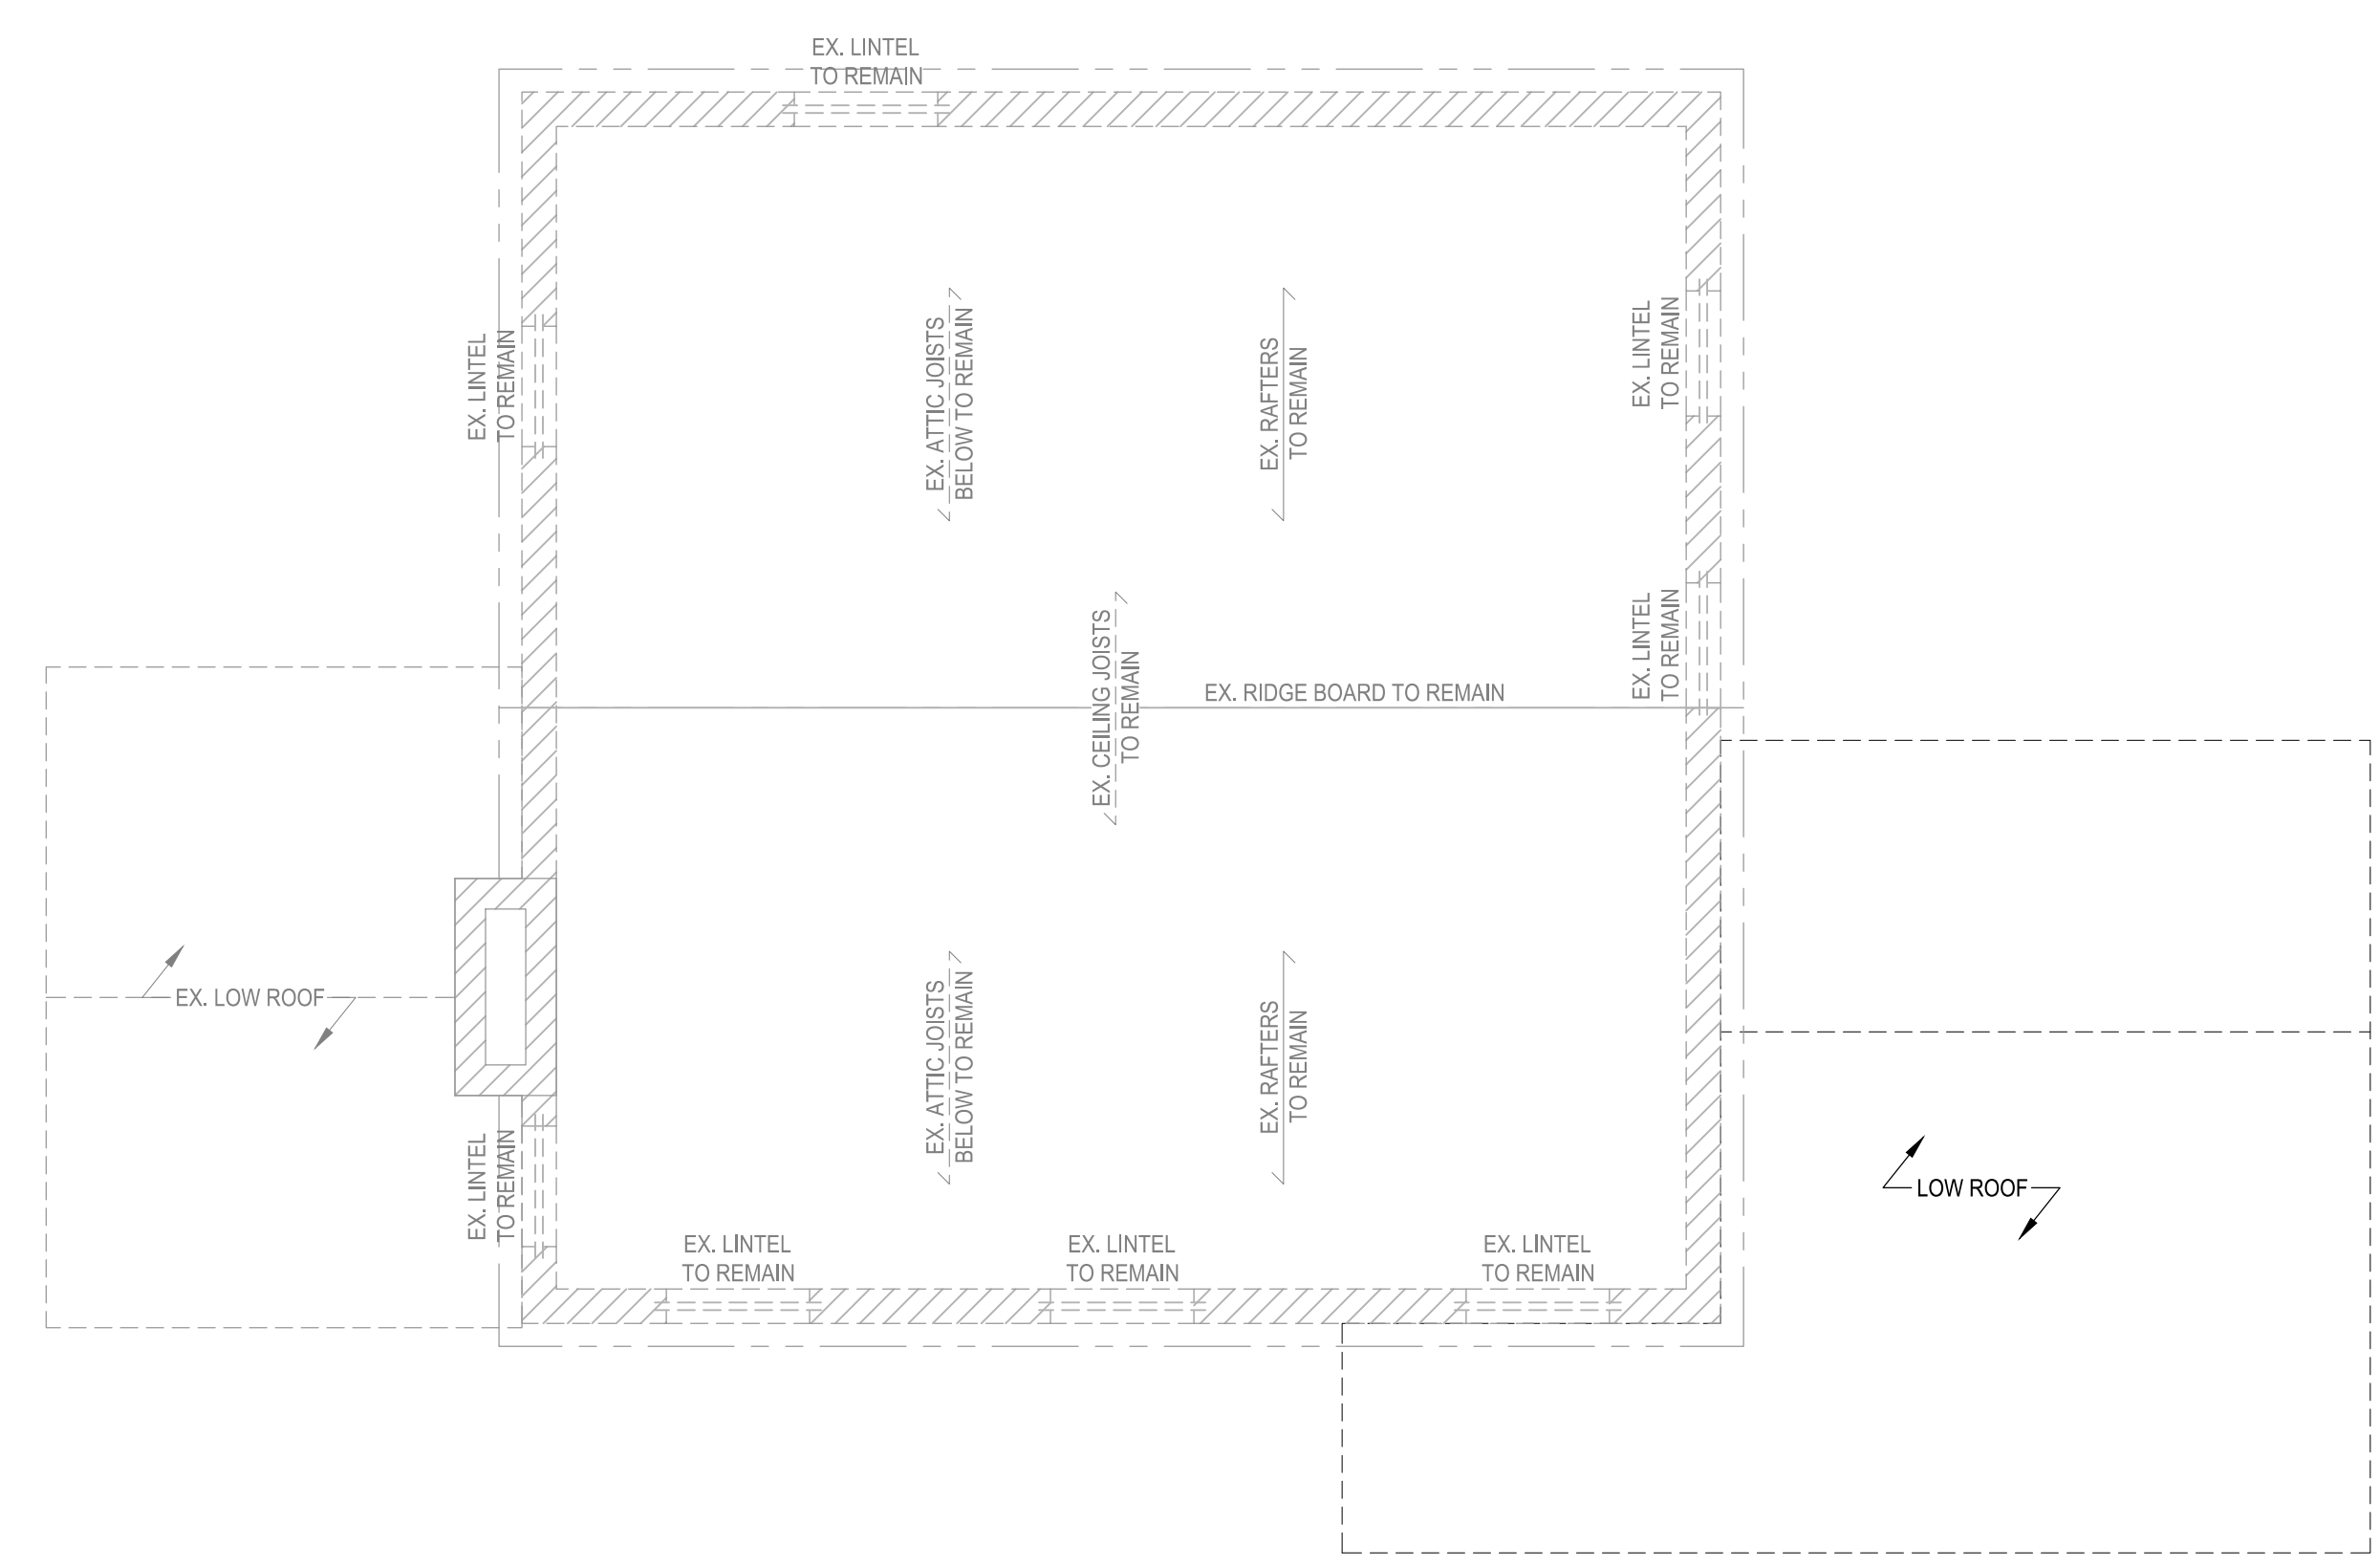 EX. LINTEL
TO REMAIN
EX. LINTEL
TO REMAIN
EX. ATTIC JOISTS
BELOW TO REMAIN
EX. RAFTERS
TO REMAIN
EX. LINTEL
TO REMAIN
EX. CEILING JOISTS
TO REMAIN
EX. RIDGE BOARD TO REMAIN
EX. LINTEL
TO REMAIN
EX. LOW ROOF
EX. LINTEL
TO REMAIN
EX. ATTIC JOISTS
BELOW TO REMAIN
EX. RAFTERS
TO REMAIN
LOW ROOF
EX. LINTEL
TO REMAIN
EX. LINTEL
TO REMAIN
EX. LINTEL
TO REMAIN